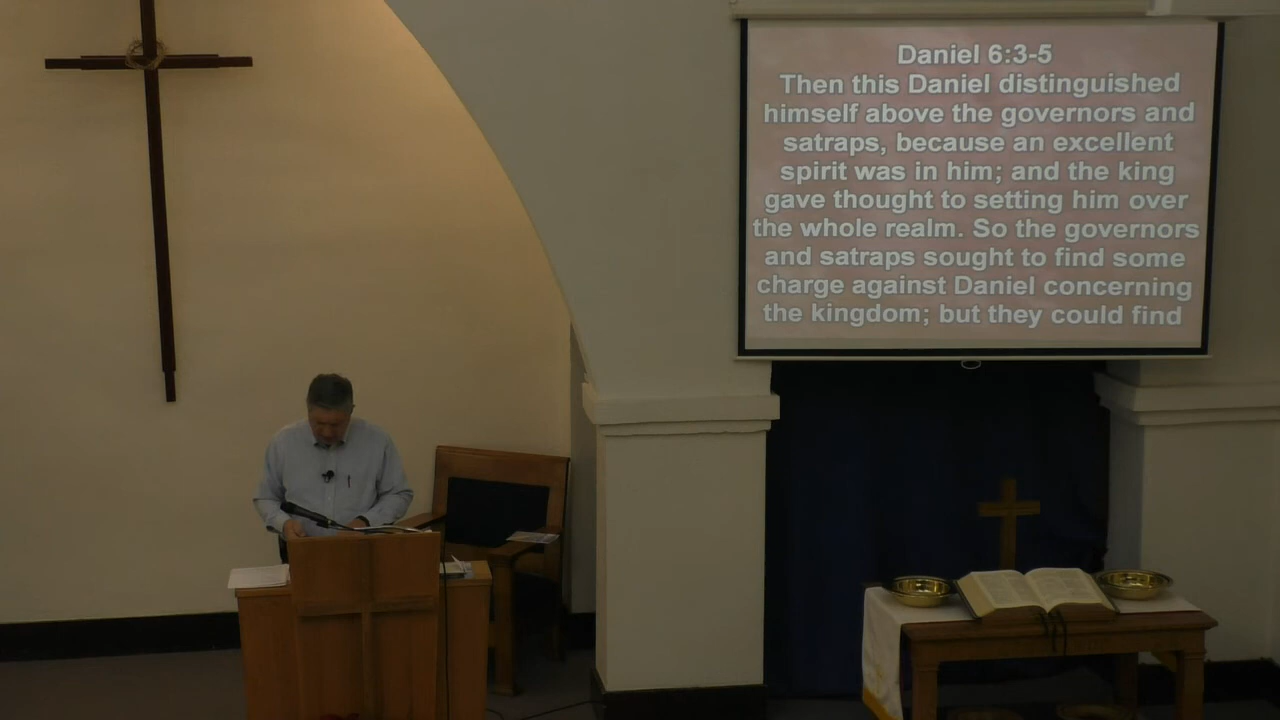 Daniel 6:3-5
Then this Daniel distinguished
himself above the governors and
satraps, because an excellent
spirit was in him; and the king
gave thought to setting him over
the whole realm. So the governors
and satraps sought to find some
charge against Daniel concerning
the kingdom; but they could find